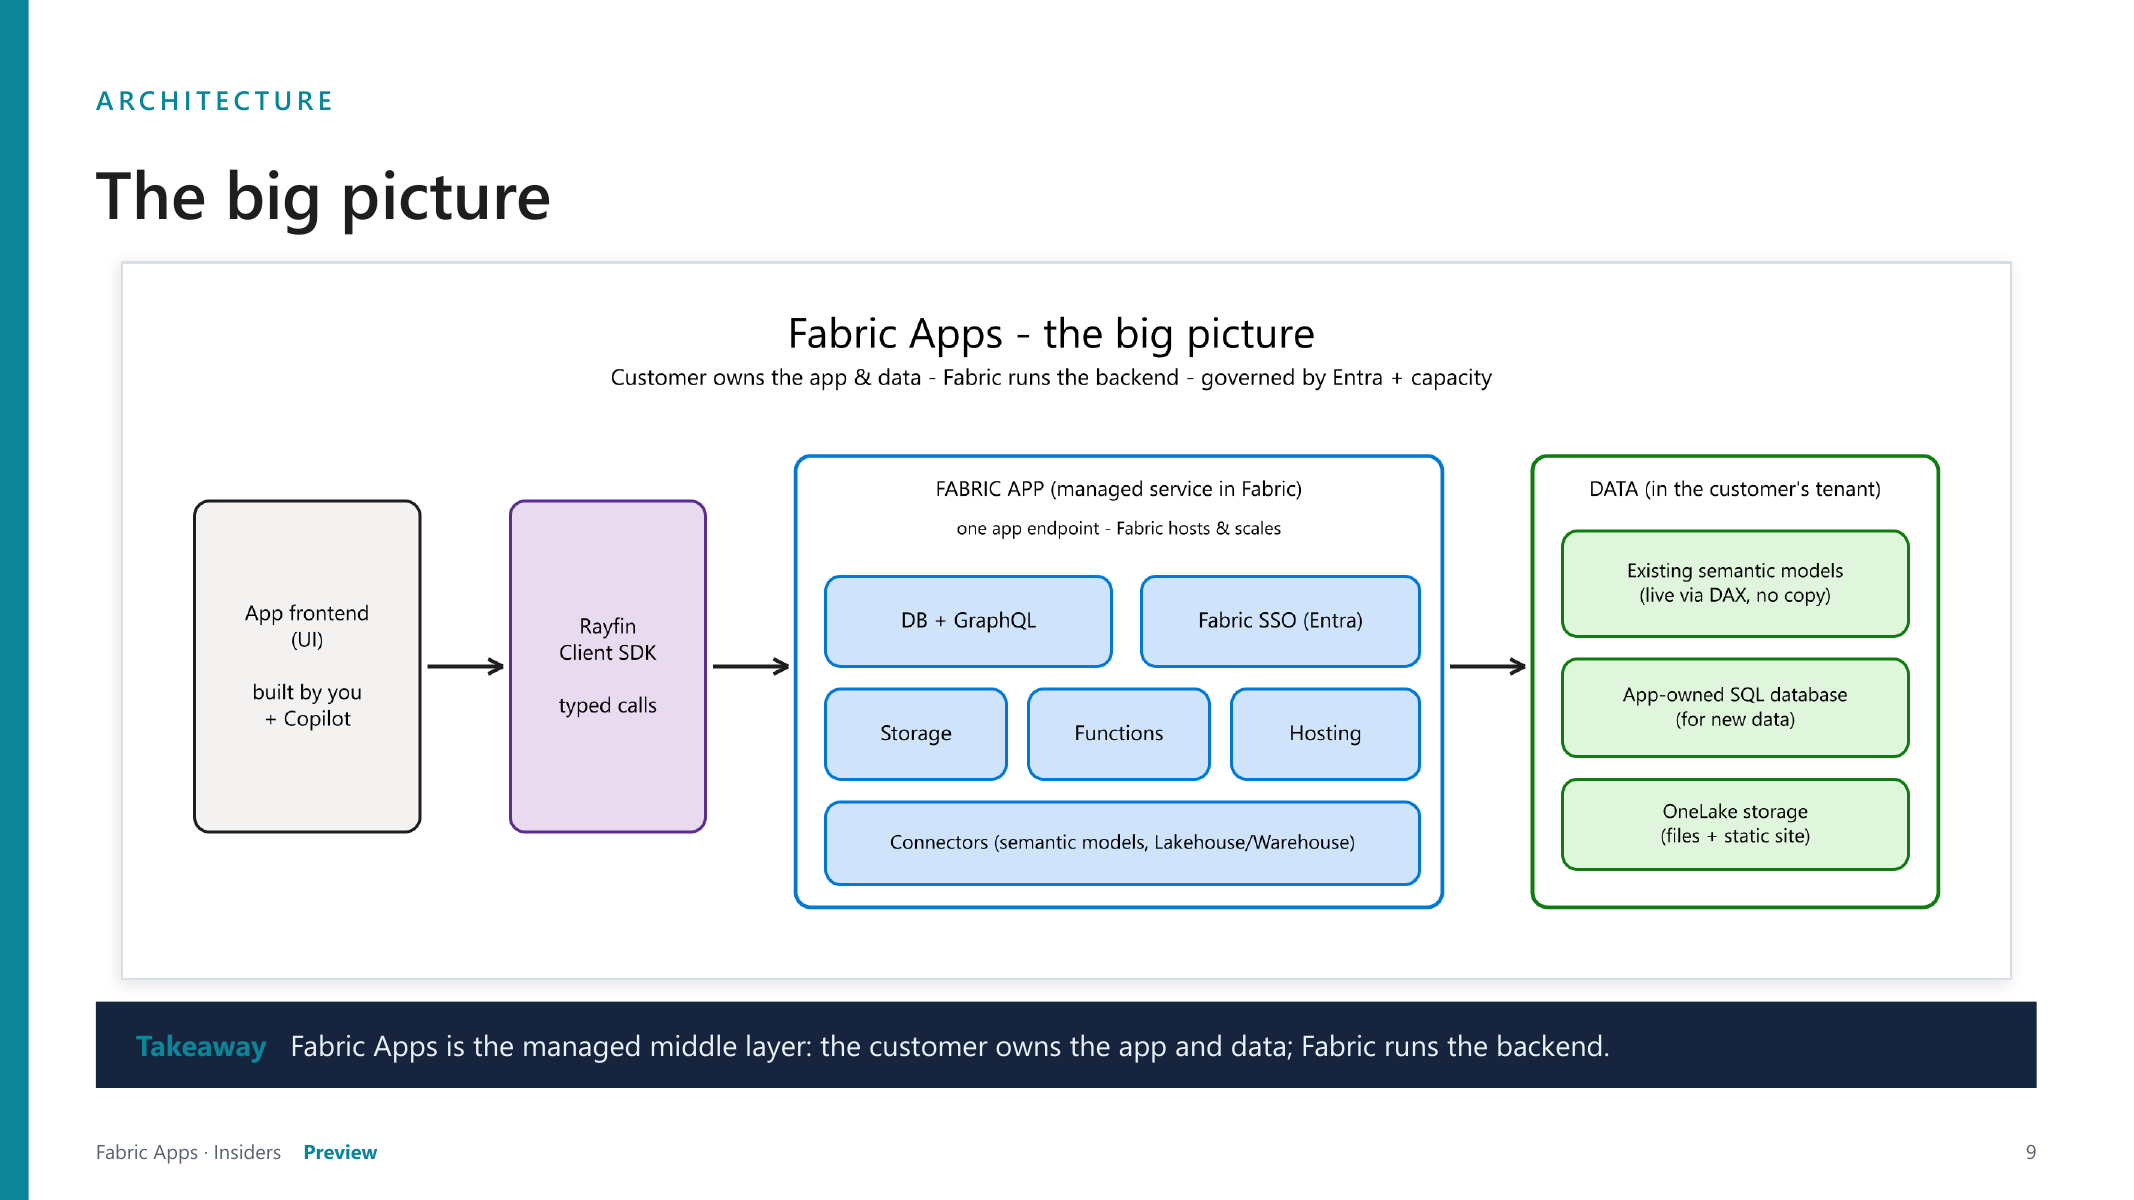 ARCHITECTURE
The big picture
Fabric Apps - the big picture
Customer owns the app & data - Fabric runs the backend - governed by Entra + capacity
App frontend
(UI)
built by you
+ Copilot
Rayfin
Client SDK
typed calls
FABRIC APP (managed service in Fabric)
one app endpoint - Fabric hosts & scales
DB + GraphQL
Fabric SSO (Entra)
Storage
Functions
Hosting
Connectors (semantic models, Lakehouse/Warehouse)
DATA (in the customer's tenant)
Existing semantic models
(live via DAX, no copy)
App-owned SQL database
(for new data)
OneLake storage
(files + static site)
Takeaway Fabric Apps is the managed middle layer: the customer owns the app and data; Fabric runs the backend.
Fabric Apps · Insiders Preview
9